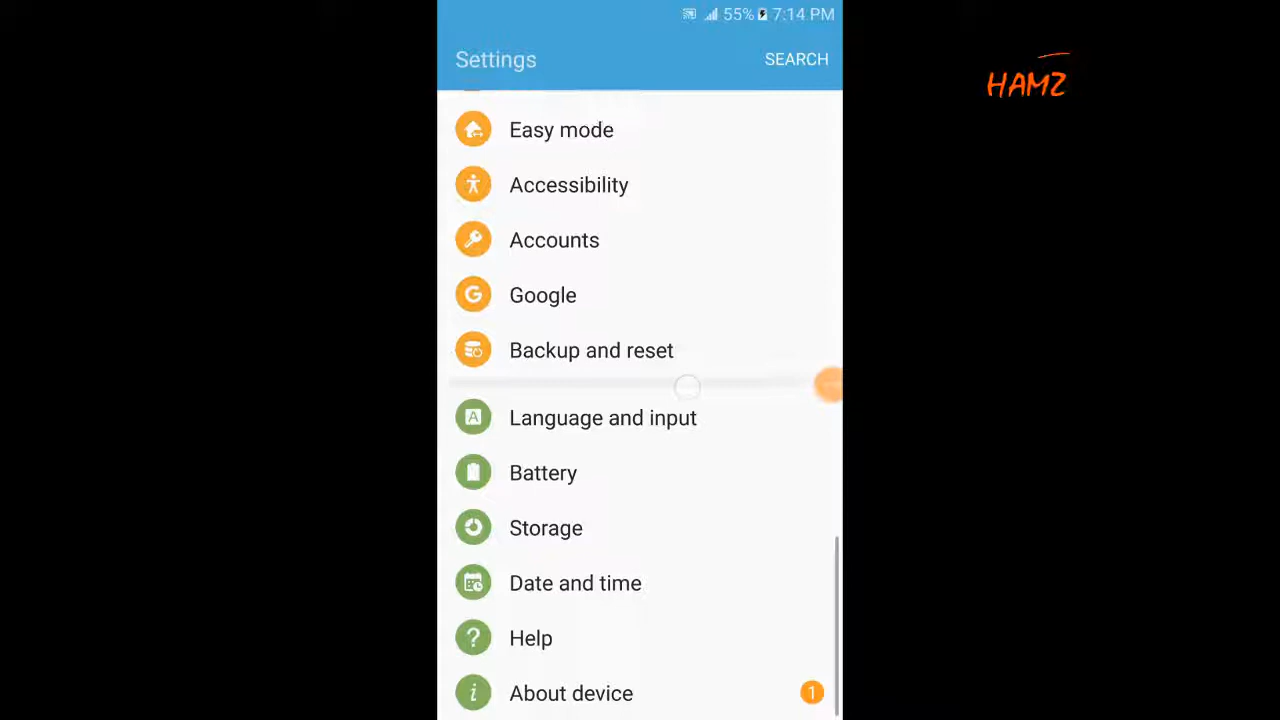 55% 7:14 PM
Settings
SEARCH
HAMZ
Easy mode
Accessibility
Accounts
Google
Backup and reset
Language and input
Battery
Storage
Date and time
Help
About device
1